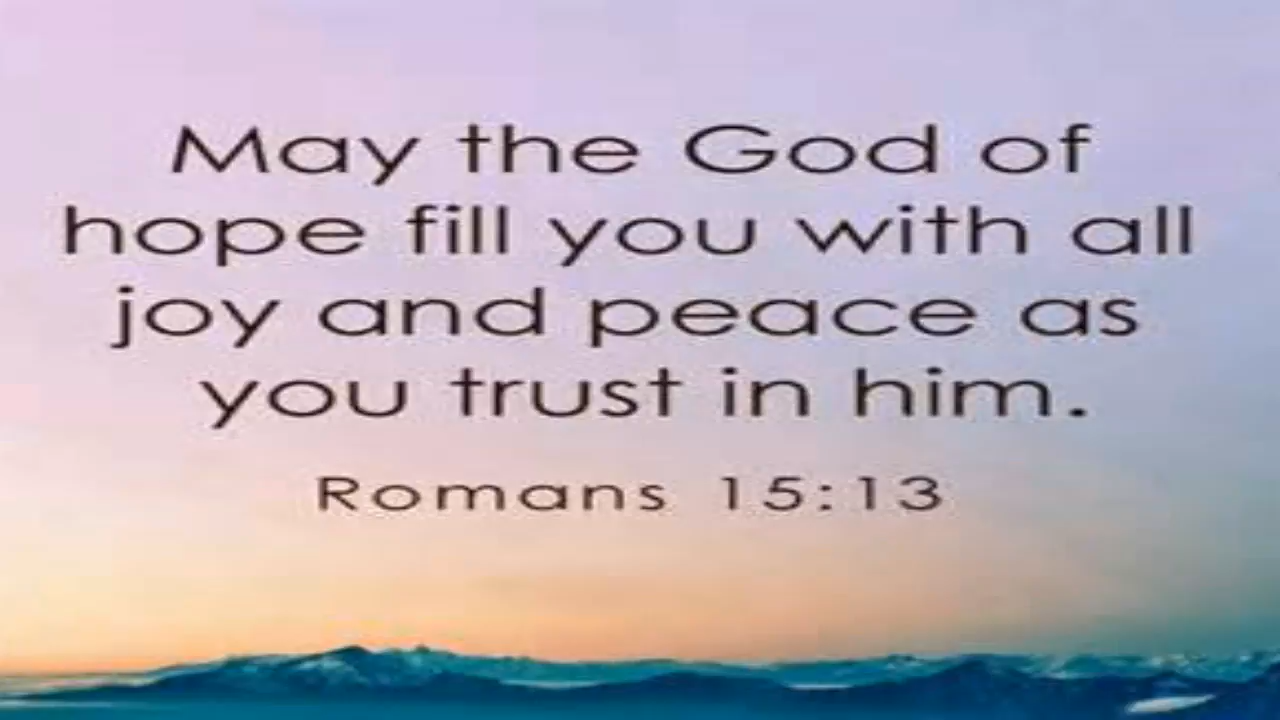 May the God of
hope fill you with all
joy and peace as
you trust in him.
Romans 15:13